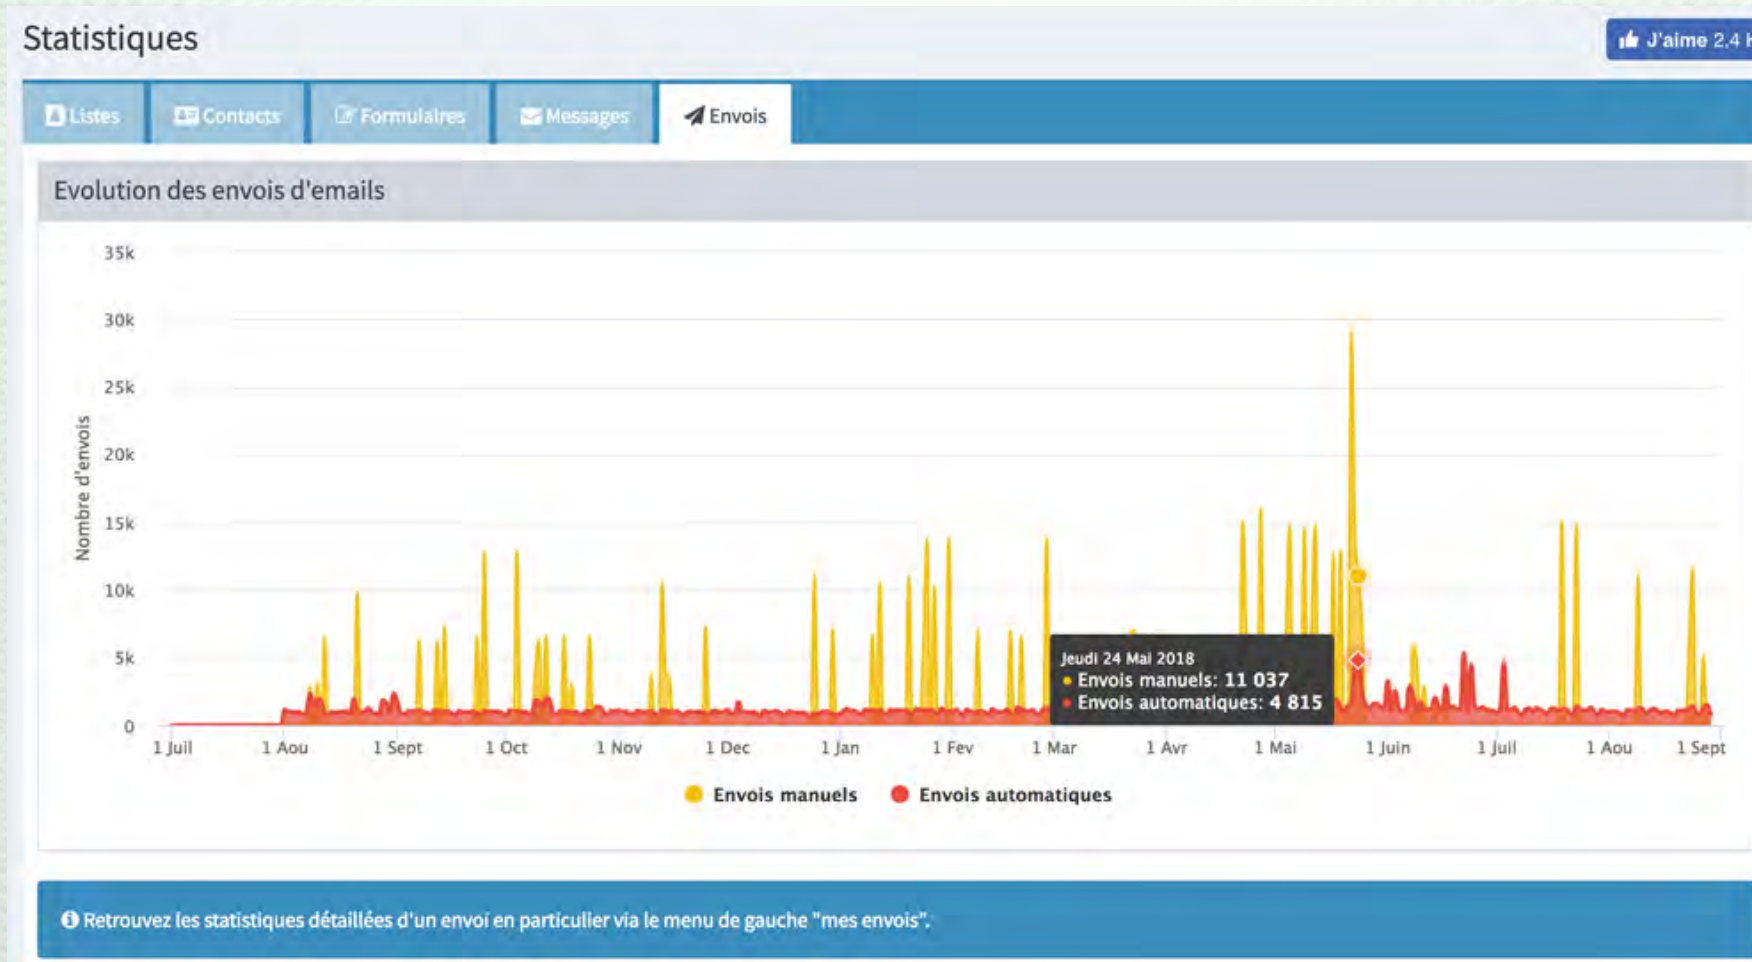 Statistiques
J'aime 2,4
Listes
Contacts
Formulaires
Messages
Envois
Evolution des envois d'emails
35k
30k
25k
20k
15k
10k
5k
0
Nombre d'envois
Jeudi 24 Mai 2018
Envois manuels: 11 037
Envois automatiques: 4 815
1 Juil
1 Aou
1 Sept
1 Oct
1 Nov
1 Dec
1 Jan
1 Fev
1 Mar
1 Avr
1 Mai
1 Juin
1 Juil
1 Aou
1 Sept
Envois manuels
Envois automatiques
Retrouvez les statistiques détaillées d'un envoi en particulier via le menu de gauche "mes envois".